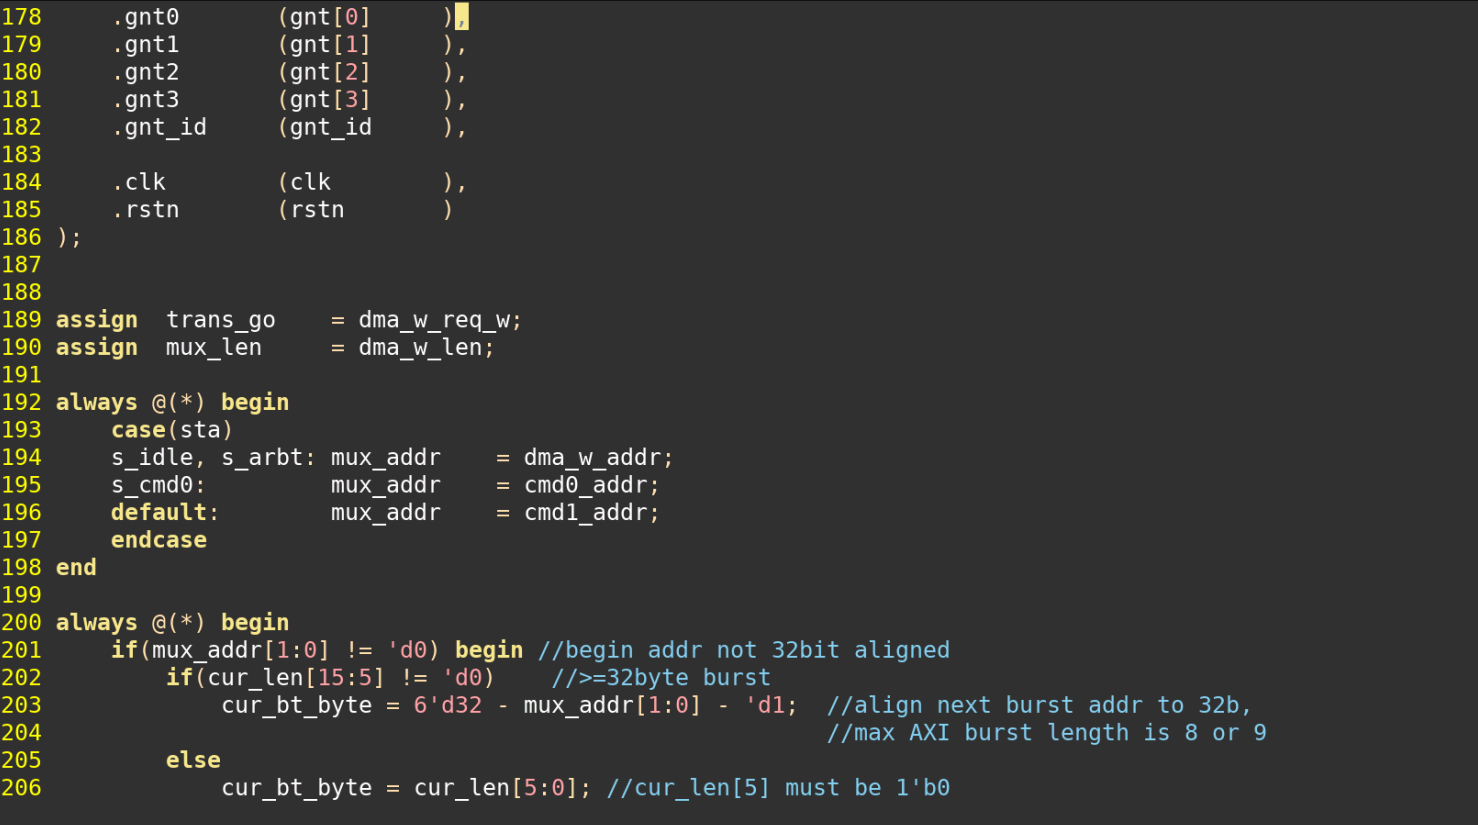 178     .gnt0       (gnt[0]     ),
179     .gnt1       (gnt[1]     ),
180     .gnt2       (gnt[2]     ),
181     .gnt3       (gnt[3]     ),
182     .gnt_id     (gnt_id     ),
183
184     .clk        (clk        ),
185     .rstn       (rstn       )
186 );
187
188
189 assign  trans_go    = dma_w_req_w;
190 assign  mux_len     = dma_w_len;
191
192 always @(*) begin
193     case(sta)
194     s_idle, s_arbt: mux_addr    = dma_w_addr;
195     s_cmd0:         mux_addr    = cmd0_addr;
196     default:        mux_addr    = cmd1_addr;
197     endcase
198 end
199
200 always @(*) begin
201     if(mux_addr[1:0] != 'd0) begin //begin addr not 32bit aligned
202         if(cur_len[15:5] != 'd0)    //>=32byte burst
203             cur_bt_byte = 6'd32 - mux_addr[1:0] - 'd1;  //align next burst addr to 32b,
204                                                         //max AXI burst length is 8 or 9
205         else
206             cur_bt_byte = cur_len[5:0]; //cur_len[5] must be 1'b0